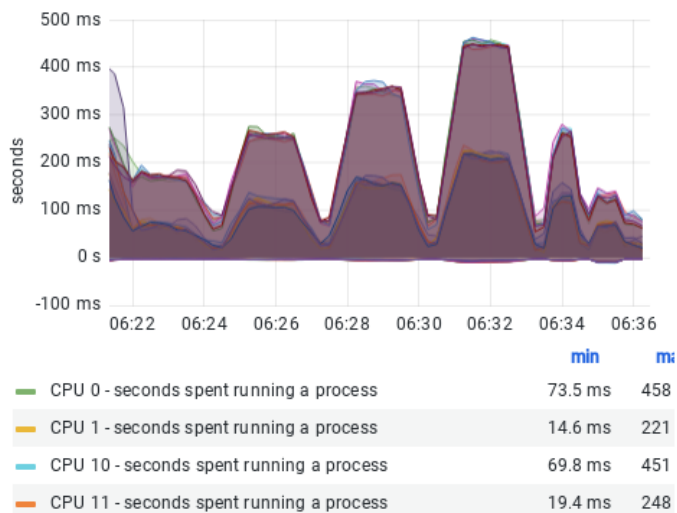 500 ms
400 ms
300 ms
200 ms
100 ms
0 s
-100 ms
seconds
06:22 06:24 06:26 06:28 06:30 06:32 06:34 06:36
min ma
CPU 0 - seconds spent running a process 73.5 ms 458
CPU 1 - seconds spent running a process 14.6 ms 221
CPU 10 - seconds spent running a process 69.8 ms 451
CPU 11 - seconds spent running a process 19.4 ms 248